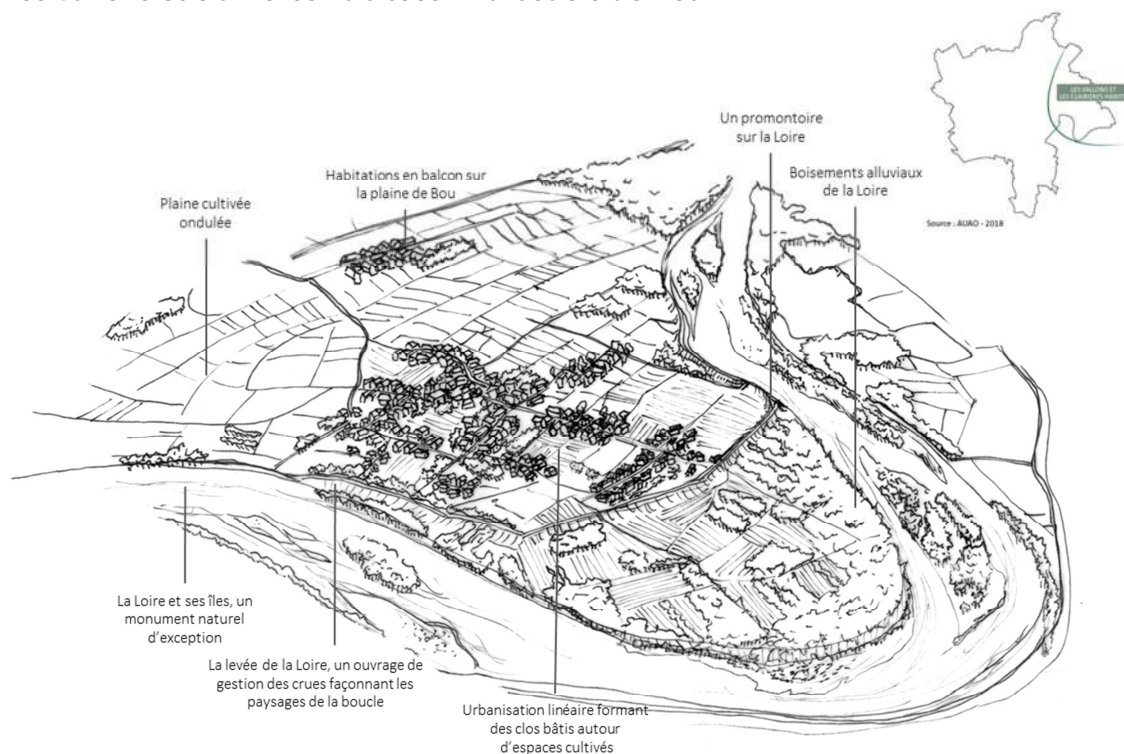 LES VALLONS ET
Un promontoire
sur la Loire
Habitations en balcon sur
la plaine de Bou
Boisements alluviaux
de la Loire
Plaine cultivée
ondulée
Source : AUAO - 2018
La Loire et ses îles, un
monument naturel
d'exception
La levée de la Loire, un ouvrage de
gestion des crues façonnant les
paysages de la boucle
Urbanisation linéaire formant
des clos bâtis autour
d'espaces cultivés